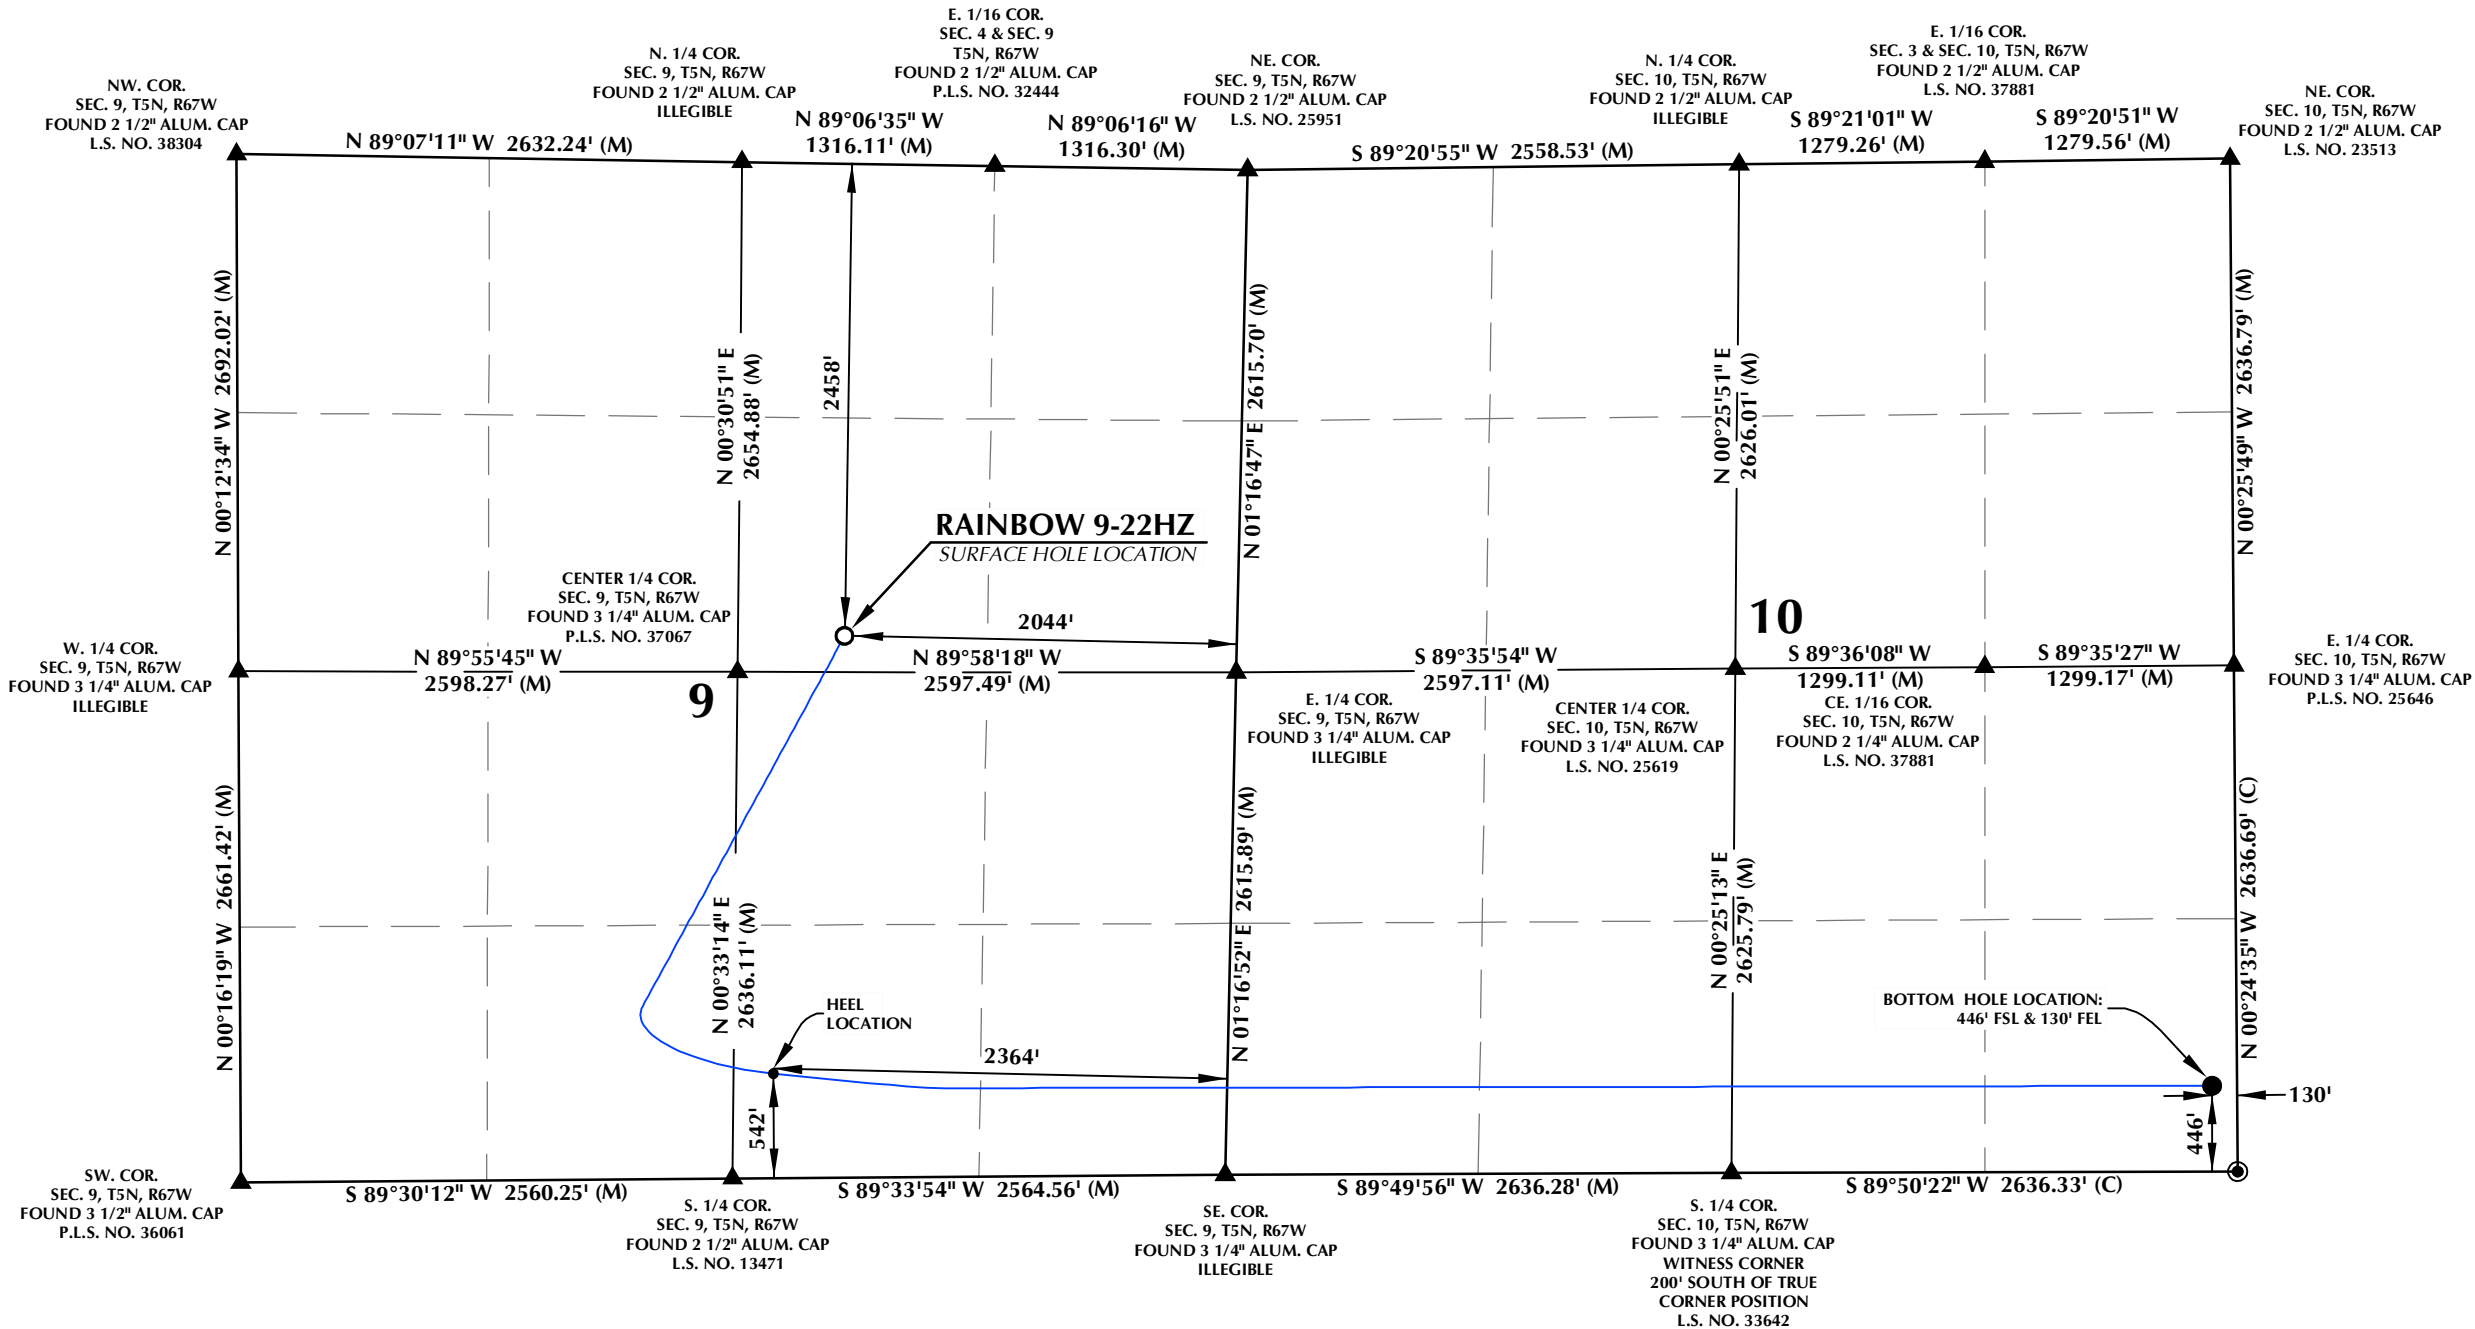 NW. COR.
SEC. 9, T5N, R67W
FOUND 2 1/2" ALUM. CAP
L.S. NO. 38304
N. 1/4 COR.
SEC. 9, T5N, R67W
FOUND 2 1/2" ALUM. CAP
ILLEGIBLE
E. 1/16 COR.
SEC. 4 & SEC. 9
T5N, R67W
FOUND 2 1/2" ALUM. CAP
P.L.S. NO. 32444
NE. COR.
SEC. 9, T5N, R67W
FOUND 2 1/2" ALUM. CAP
L.S. NO. 25951
N. 1/4 COR.
SEC. 10, T5N, R67W
FOUND 2 1/2" ALUM. CAP
ILLEGIBLE
E. 1/16 COR.
SEC. 3 & SEC. 10, T5N, R67W
FOUND 2 1/2" ALUM. CAP
L.S. NO. 37881
NE. COR.
SEC. 10, T5N, R67W
FOUND 2 1/2" ALUM. CAP
L.S. NO. 23513
N 89°07'11" W 2632.24' (M)
N 89°06'35" W
1316.11' (M)
N 89°06'16" W
1316.30' (M)
S 89°20'55" W 2558.53' (M)
S 89°21'01" W
1279.26' (M)
S 89°20'51" W
1279.56' (M)
N 00°12'34" W 2692.02' (M)
N 00°30'51" E
2654.88' (M)
2458'
N 01°16'47" E 2615.70' (M)
N 00°25'51" E
2626.01' (M)
N 00°25'49" W 2636.79' (M)
RAINBOW 9-22HZ
SURFACE HOLE LOCATION
CENTER 1/4 COR.
SEC. 9, T5N, R67W
FOUND 3 1/4" ALUM. CAP
P.L.S. NO. 37067
2044'
10
W. 1/4 COR.
SEC. 9, T5N, R67W
FOUND 3 1/4" ALUM. CAP
ILLEGIBLE
N 89°55'45" W
2598.27' (M)
9
N 89°58'18" W
2597.49' (M)
S 89°35'54" W
2597.11' (M)
S 89°36'08" W
1299.11' (M)
S 89°35'27" W
1299.17' (M)
E. 1/4 COR.
SEC. 10, T5N, R67W
FOUND 3 1/4" ALUM. CAP
P.L.S. NO. 25646
E. 1/4 COR.
SEC. 9, T5N, R67W
FOUND 3 1/4" ALUM. CAP
ILLEGIBLE
CENTER 1/4 COR.
SEC. 10, T5N, R67W
FOUND 3 1/4" ALUM. CAP
L.S. NO. 25619
CE. 1/16 COR.
SEC. 10, T5N, R67W
FOUND 2 1/4" ALUM. CAP
L.S. NO. 37881
N 00°16'19" W 2661.42' (M)
N 00°33'14" E
2636.11' (M)
N 01°16'52" E 2615.89' (M)
N 00°25'13" E
2625.79' (M)
N 00°24'35" W 2636.69' (C)
HEEL
LOCATION
BOTTOM HOLE LOCATION:
446' FSL & 130' FEL
2364'
542'
130'
446'
S 89°30'12" W 2560.25' (M)
S 89°33'54" W 2564.56' (M)
S 89°49'56" W 2636.28' (M)
S 89°50'22" W 2636.33' (C)
SW. COR.
SEC. 9, T5N, R67W
FOUND 3 1/2" ALUM. CAP
P.L.S. NO. 36061
S. 1/4 COR.
SEC. 9, T5N, R67W
FOUND 2 1/2" ALUM. CAP
L.S. NO. 13471
SE. COR.
SEC. 9, T5N, R67W
FOUND 3 1/4" ALUM. CAP
ILLEGIBLE
S. 1/4 COR.
SEC. 10, T5N, R67W
FOUND 3 1/4" ALUM. CAP
WITNESS CORNER
200' SOUTH OF TRUE
CORNER POSITION
L.S. NO. 33642